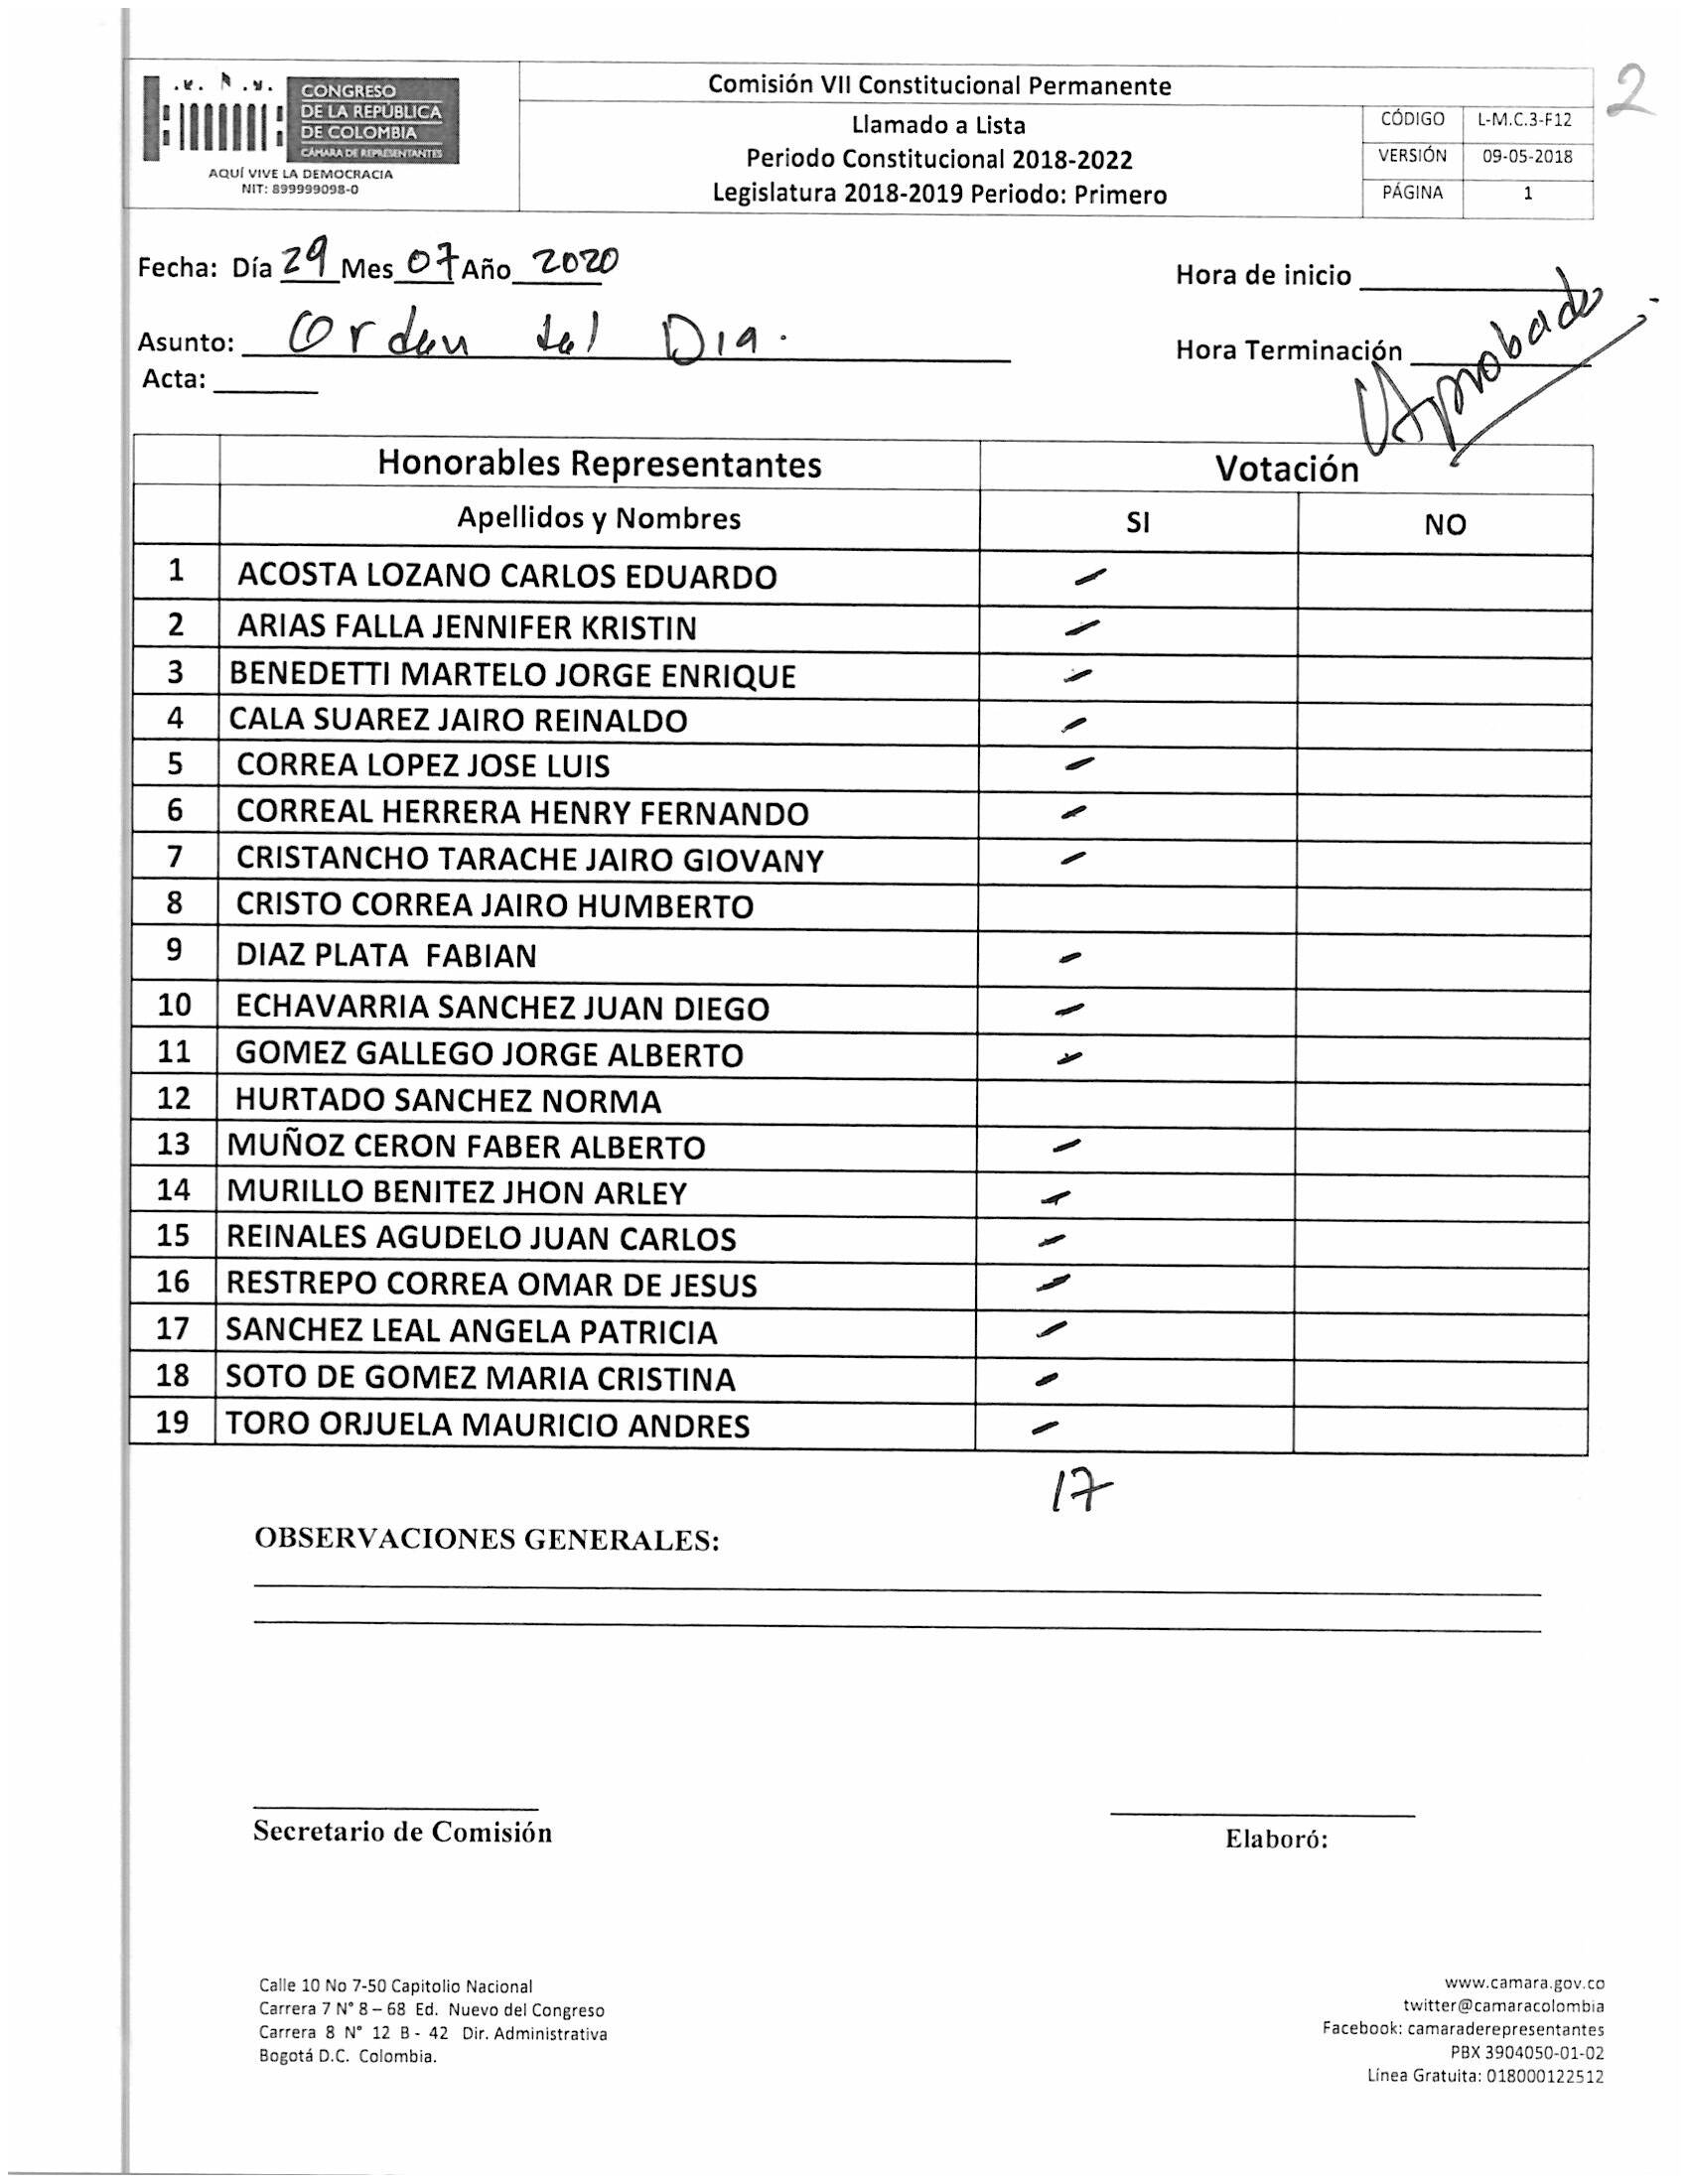 2
CONGRESO
DE LA REPÚBLICA
DE COLOMBIA
CÁMARA DE REPRESENTANTES
AQUÍ VIVE LA DEMOCRACIA
NIT: 899999098-0
Comisión VII Constitucional Permanente
Llamado a Lista
Periodo Constitucional 2018-2022
Legislatura 2018-2019 Periodo: Primero
CÓDIGO L-M.C.3-F12
VERSIÓN 09-05-2018
PÁGINA 1
Fecha: Día 29 Mes 07 Año 2020
Hora de inicio
Asunto: Orden del Dia.
Hora Terminación
Aprobado
Acta:
Honorables Representantes Votación
Apellidos y Nombres SI NO
1 ACOSTA LOZANO CARLOS EDUARDO
2 ARIAS FALLA JENNIFER KRISTIN
3 BENEDETTI MARTELO JORGE ENRIQUE
4 CALA SUAREZ JAIRO REINALDO
5 CORREA LOPEZ JOSE LUIS
6 CORREAL HERRERA HENRY FERNANDO
7 CRISTANCHO TARACHE JAIRO GIOVANY
8 CRISTO CORREA JAIRO HUMBERTO
9 DIAZ PLATA FABIAN
10 ECHAVARRIA SANCHEZ JUAN DIEGO
11 GOMEZ GALLEGO JORGE ALBERTO
12 HURTADO SANCHEZ NORMA
13 MUÑOZ CERON FABER ALBERTO
14 MURILLO BENITEZ JHON ARLEY
15 REINALES AGUDELO JUAN CARLOS
16 RESTREPO CORREA OMAR DE JESUS
17 SANCHEZ LEAL ANGELA PATRICIA
18 SOTO DE GOMEZ MARIA CRISTINA
19 TORO ORJUELA MAURICIO ANDRES
17
OBSERVACIONES GENERALES:
Secretario de Comisión
Elaboró:
Calle 10 No 7-50 Capitolio Nacional
Carrera 7 N° 8 – 68 Ed. Nuevo del Congreso
Carrera 8 N° 12 B - 42 Dir. Administrativa
Bogotá D.C. Colombia.
www.camara.gov.co
twitter@camaracolombia
Facebook: camaraderepresentantes
PBX 3904050-01-02
Línea Gratuita: 018000122512